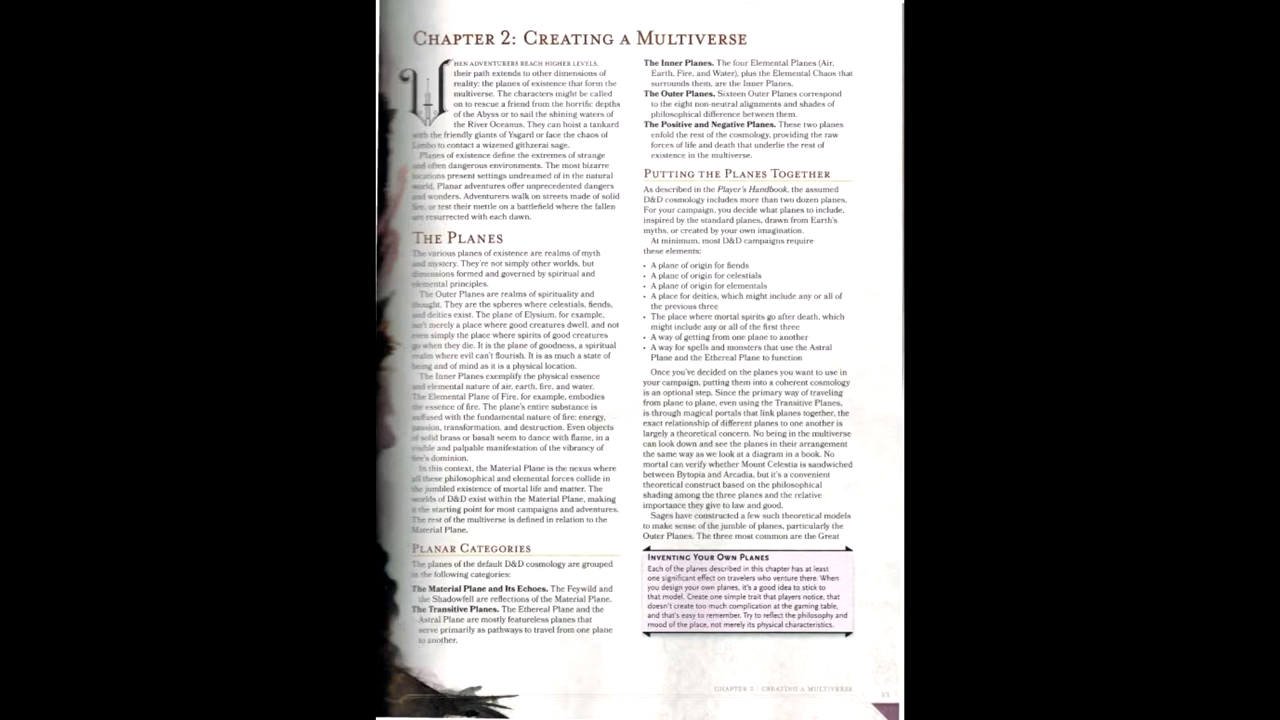 CHAPTER 2: CREATING A MULTIVERSE
WHEN ADVENTURERS REACH HIGHER LEVELS,
their path extends to other dimensions of
reality: the planes of existence that form the
multiverse. The characters might be called
on to rescue a friend from the horrific depths
of the Abyss or to sail the shining waters of
the River Oceanus. They can hoist a tankard
with the friendly giants of Ysgard or face the chaos of
Limbo to contact a wizened githzerai sage.
Planes of existence define the extremes of strange
and often dangerous environments. The most bizarre
locations present settings undreamed of in the natural
world. Planar adventures offer unprecedented dangers
and wonders. Adventurers walk on streets made of solid
fire, or test their mettle on a battlefield where the fallen
are resurrected with each dawn.
THE PLANES
The various planes of existence are realms of myth
and mystery. They're not simply other worlds, but
dimensions formed and governed by spiritual and
elemental principles.
The Outer Planes are realms of spirituality and
thought. They are the spheres where celestials, fiends,
and deities exist. The plane of Elysium, for example,
isn't merely a place where good creatures dwell, and not
even simply the place where spirits of good creatures
go when they die. It is the plane of goodness, a spiritual
realm where evil can't flourish. It is as much a state of
being and of mind as it is a physical location.
The Inner Planes exemplify the physical essence
and elemental nature of air, earth, fire, and water.
The Elemental Plane of Fire, for example, embodies
the essence of fire. The plane's entire substance is
suffused with the fundamental nature of fire: energy,
passion, transformation, and destruction. Even objects
of solid brass or basalt seem to dance with flame, in a
visible and palpable manifestation of the vibrancy of
fire's dominion.
In this context, the Material Plane is the nexus where
all these philosophical and elemental forces collide in
the jumbled existence of mortal life and matter. The
worlds of D&D exist within the Material Plane, making
it the starting point for most campaigns and adventures.
The rest of the multiverse is defined in relation to the
Material Plane.
PLANAR CATEGORIES
The planes of the default D&D cosmology are grouped
in the following categories:
The Material Plane and Its Echoes. The Feywild and
the Shadowfell are reflections of the Material Plane.
The Transitive Planes. The Ethereal Plane and the
Astral Plane are mostly featureless planes that
serve primarily as pathways to travel from one plane
to another.
The Inner Planes. The four Elemental Planes (Air,
Earth, Fire, and Water), plus the Elemental Chaos that
surrounds them, are the Inner Planes.
The Outer Planes. Sixteen Outer Planes correspond
to the eight non-neutral alignments and shades of
philosophical difference between them.
The Positive and Negative Planes. These two planes
enfold the rest of the cosmology, providing the raw
forces of life and death that underlie the rest of
existence in the multiverse.
PUTTING THE PLANES TOGETHER
As described in the Player's Handbook, the assumed
D&D cosmology includes more than two dozen planes.
For your campaign, you decide what planes to include,
inspired by the standard planes, drawn from Earth's
myths, or created by your own imagination.
At minimum, most D&D campaigns require
these elements:
• A plane of origin for fiends
• A plane of origin for celestials
• A plane of origin for elementals
• A place for deities, which might include any or all of
the previous three
• The place where mortal spirits go after death, which
might include any or all of the first three
• A way of getting from one plane to another
• A way for spells and monsters that use the Astral
Plane and the Ethereal Plane to function
Once you've decided on the planes you want to use in
your campaign, putting them into a coherent cosmology
is an optional step. Since the primary way of traveling
from plane to plane, even using the Transitive Planes,
is through magical portals that link planes together, the
exact relationship of different planes to one another is
largely a theoretical concern. No being in the multiverse
can look down and see the planes in their arrangement
the same way as we look at a diagram in a book. No
mortal can verify whether Mount Celestia is sandwiched
between Bytopia and Arcadia, but it's a convenient
theoretical construct based on the philosophical
shading among the three planes and the relative
importance they give to law and good.
Sages have constructed a few such theoretical models
to make sense of the jumble of planes, particularly the
Outer Planes. The three most common are the Great
INVENTING YOUR OWN PLANES
Each of the planes described in this chapter has at least
one significant effect on travelers who venture there. When
you design your own planes, it's a good idea to stick to
that model. Create one simple trait that players notice, that
doesn't create too much complication at the gaming table,
and that's easy to remember. Try to reflect the philosophy and
mood of the place, not merely its physical characteristics.
CHAPTER 2 | CREATING A MULTIVERSE